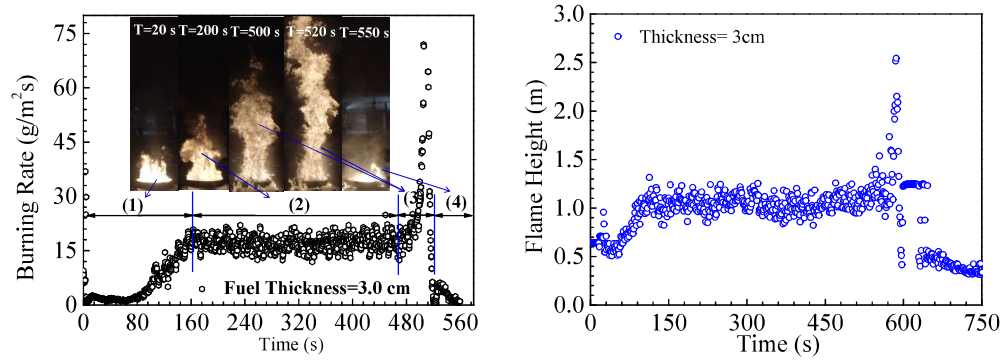 T=20 s T=200 s T=500 s T=520 s T=550 s
75
60
45
30
15
0
Burning Rate (g/m²s)
(1) (2) (3) (4)
Fuel Thickness=3.0 cm
0 80 160 240 320 400 480 560
Time (s)
3.0
2.5
2.0
1.5
1.0
0.5
0.0
Flame Height (m)
Thickness= 3cm
0 150 300 450 600 750
Time (s)